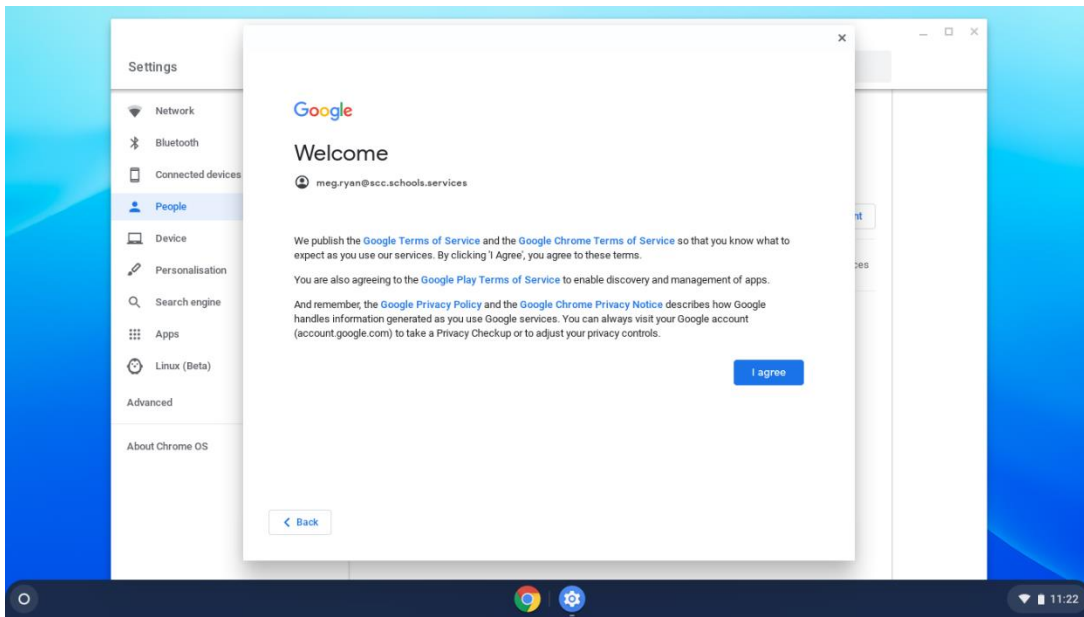 Settings
Network
Bluetooth
Connected devices
People
Device
Personalisation
Search engine
Apps
Linux (Beta)
Advanced
About Chrome OS
Google
Welcome
meg.ryan@scc.schools.services
We publish the Google Terms of Service and the Google Chrome Terms of Service so that you know what to
expect as you use our services. By clicking 'I Agree', you agree to these terms.
You are also agreeing to the Google Play Terms of Service to enable discovery and management of apps.
And remember, the Google Privacy Policy and the Google Chrome Privacy Notice describes how Google
handles information generated as you use Google services. You can always visit your Google account
(account.google.com) to take a Privacy Checkup or to adjust your privacy controls.
I agree
Back
11:22